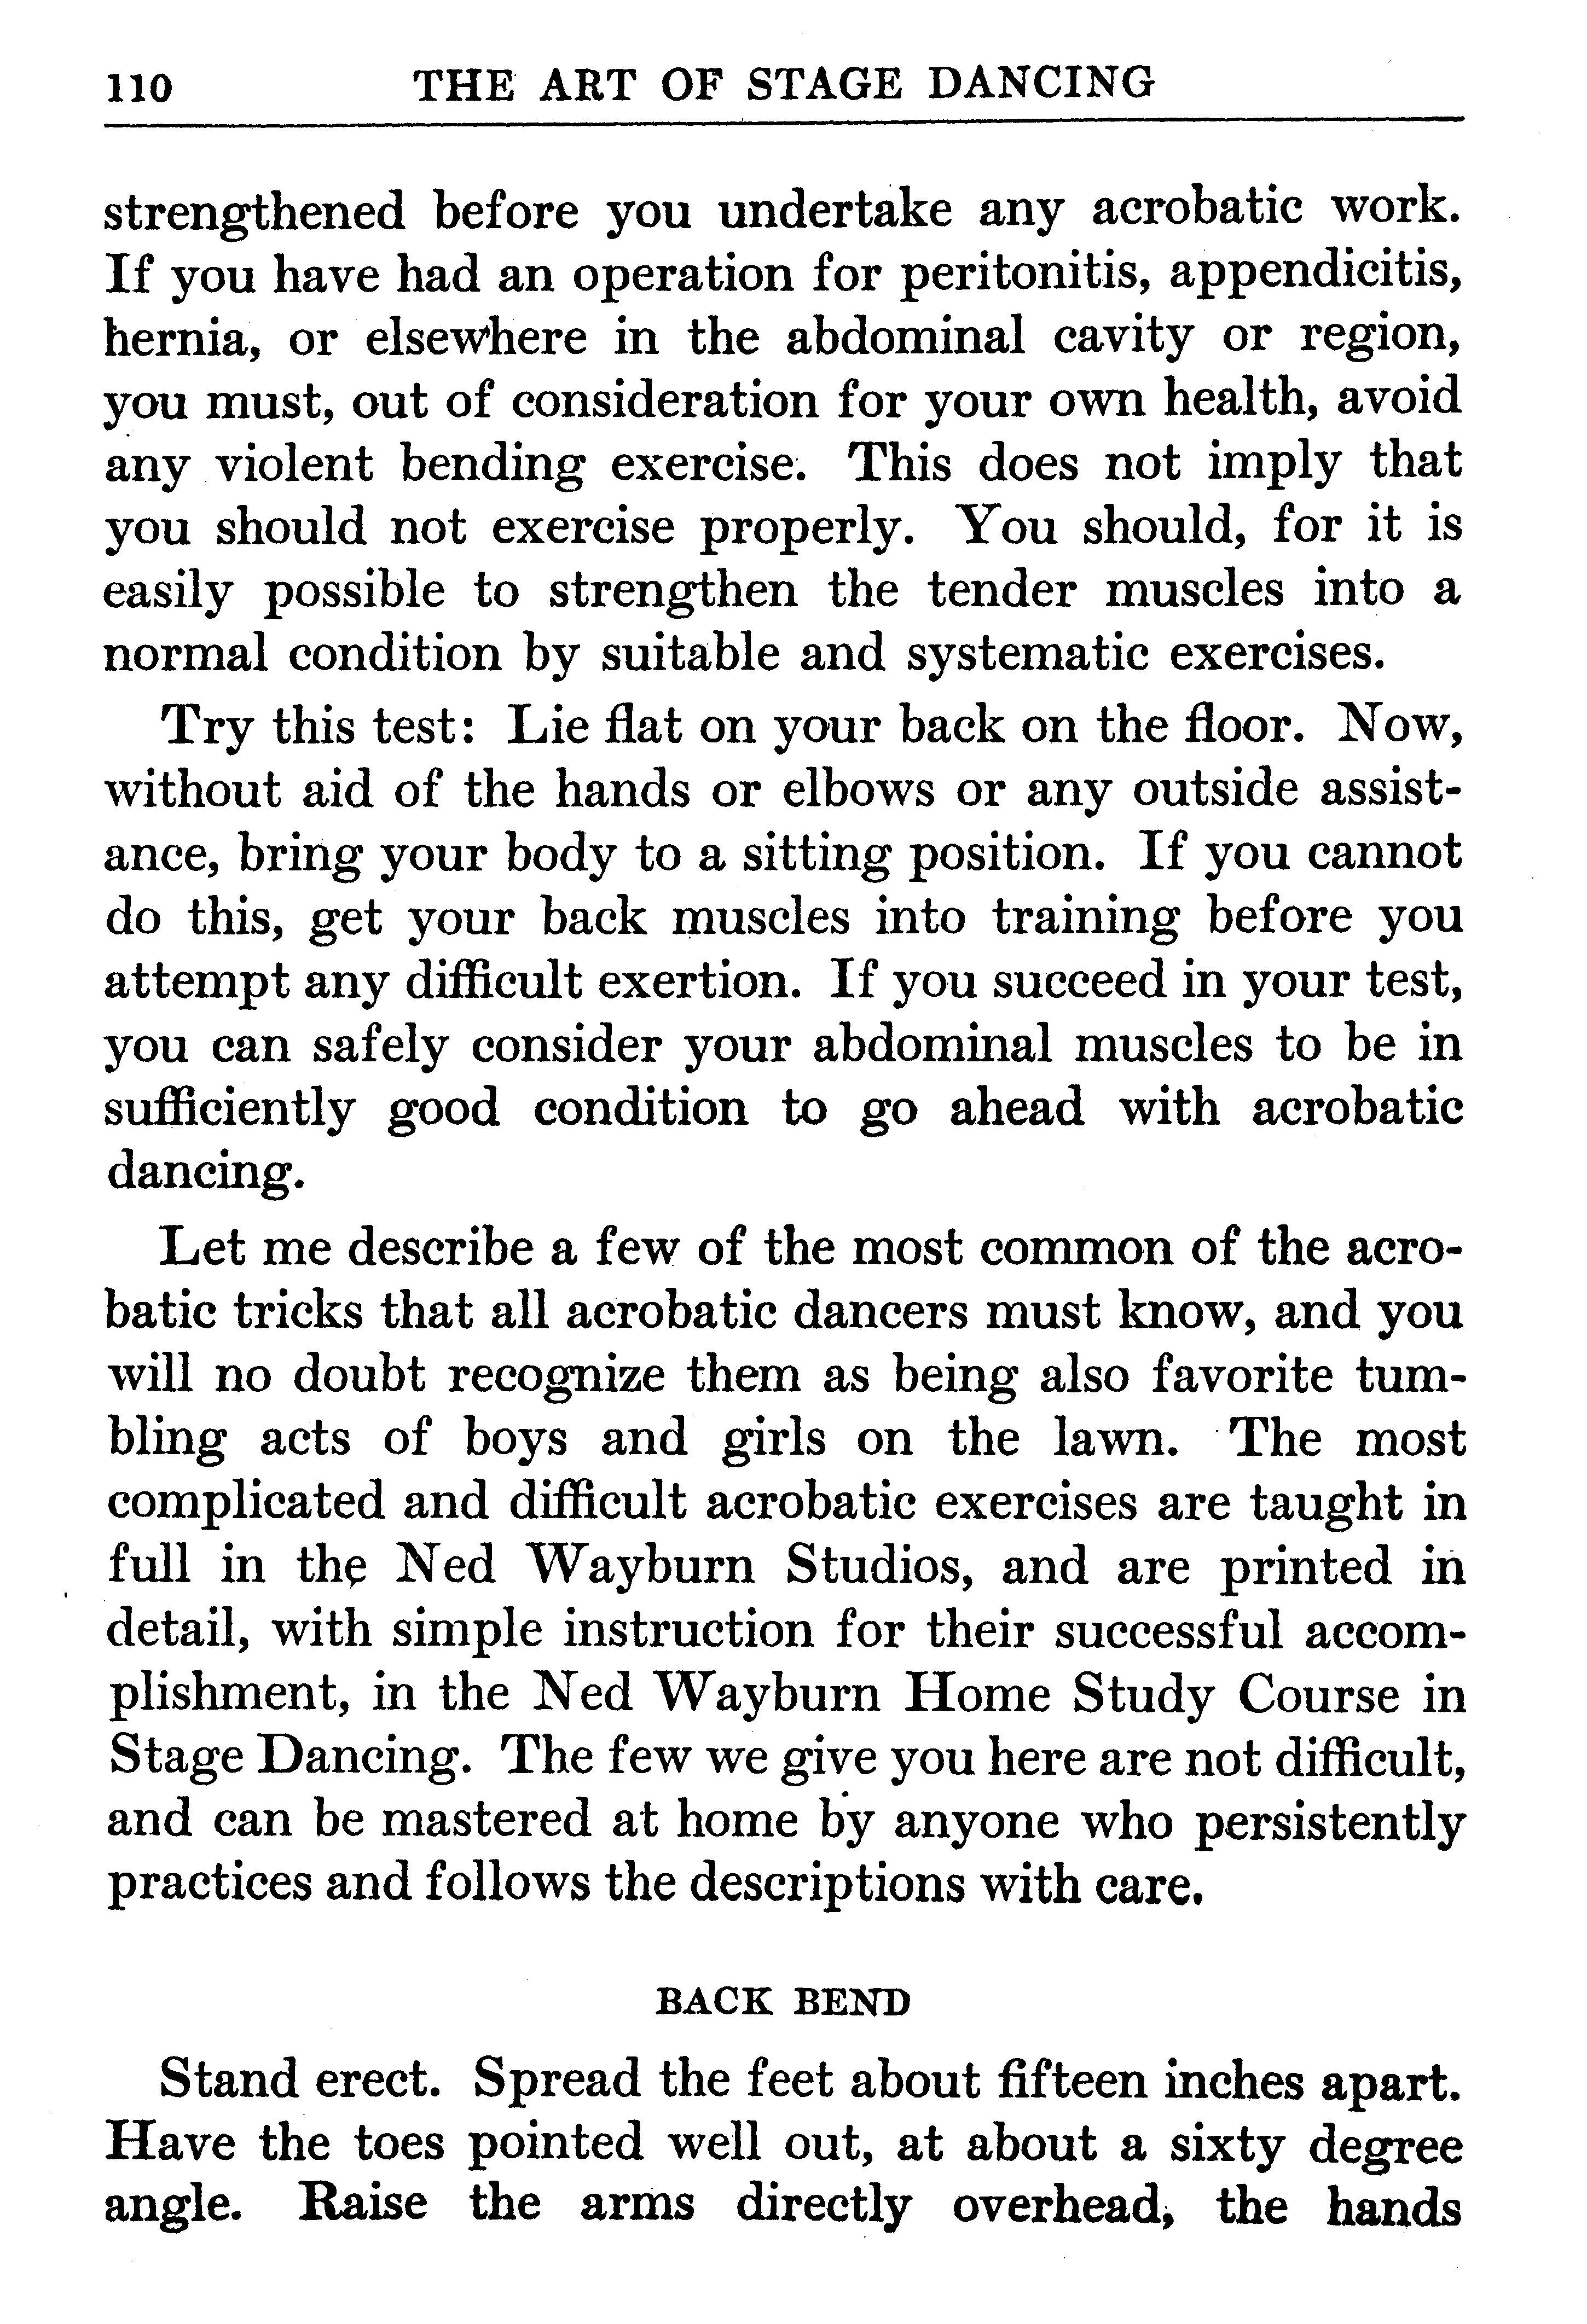 110 THE ART OF STAGE DANCING
strengthened before you undertake any acrobatic work.
If you have had an operation for peritonitis, appendicitis,
hernia, or elsewhere in the abdominal cavity or region,
you must, out of consideration for your own health, avoid
any violent bending exercise. This does not imply that
you should not exercise properly. You should, for it is
easily possible to strengthen the tender muscles into a
normal condition by suitable and systematic exercises.
Try this test: Lie flat on your back on the floor. Now,
without aid of the hands or elbows or any outside assist-
ance, bring your body to a sitting position. If you cannot
do this, get your back muscles into training before you
attempt any difficult exertion. If you succeed in your test,
you can safely consider your abdominal muscles to be in
sufficiently good condition to go ahead with acrobatic
dancing.
Let me describe a few of the most common of the acro-
batic tricks that all acrobatic dancers must know, and you
will no doubt recognize them as being also favorite tum-
bling acts of boys and girls on the lawn. The most
complicated and difficult acrobatic exercises are taught in
full in the Ned Wayburn Studios, and are printed in
detail, with simple instruction for their successful accom-
plishment, in the Ned Wayburn Home Study Course in
Stage Dancing. The few we give you here are not difficult,
and can be mastered at home by anyone who persistently
practices and follows the descriptions with care.
BACK BEND
Stand erect. Spread the feet about fifteen inches apart.
Have the toes pointed well out, at about a sixty degree
angle. Raise the arms directly overhead, the hands